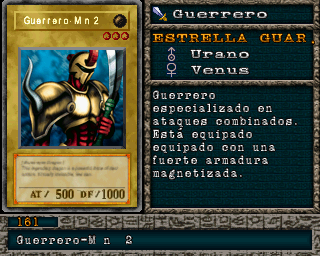 Guerrero-M n 2
AT/ 500 DF/1000
Guerrero
ESTRELLA GUAR.
Urano
Venus
Guerrero
especializado en
ataques combinados.
Está equipado
equipado con una
fuerte armadura
magnetizada.
161
Guerrero-M n  2